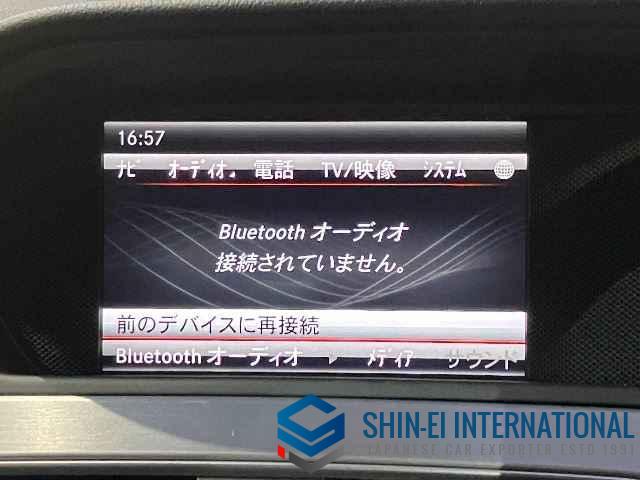 16:57
ﾅﾋﾞ ｵｰﾃﾞｨｵ 電話 TV/映像 ｼｽﾃﾑ
Bluetooth オーディオ
接続されていません。
前のデバイスに再接続
Bluetooth オーディオ ﾒﾃﾞｨｱ サウンド
SHIN-EI INTERNATIONAL
JAPANESE CAR EXPORTER ESTD 1991